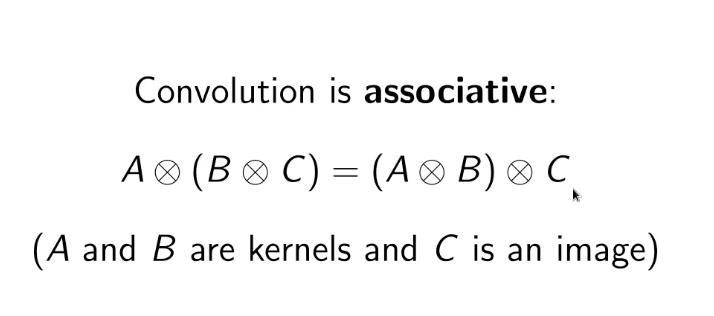 Convolution is associative:
A ⊗ (B ⊗ C) = (A ⊗ B) ⊗ C
(A and B are kernels and C is an image)